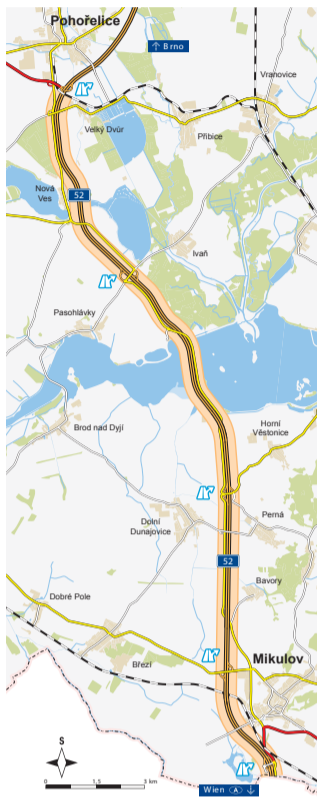 Pohořelice
↑ Brno
Vranovice
Velký Dvůr
Přibice
Nová
Ves
52
Ivaň
Pasohlávky
Brod nad Dyjí
Horní
Věstonice
Dolní
Dunajovice
Perná
52
Bavory
Dobré Pole
Březí
Mikulov
S
0 1,5 3 km
Wien A ↓